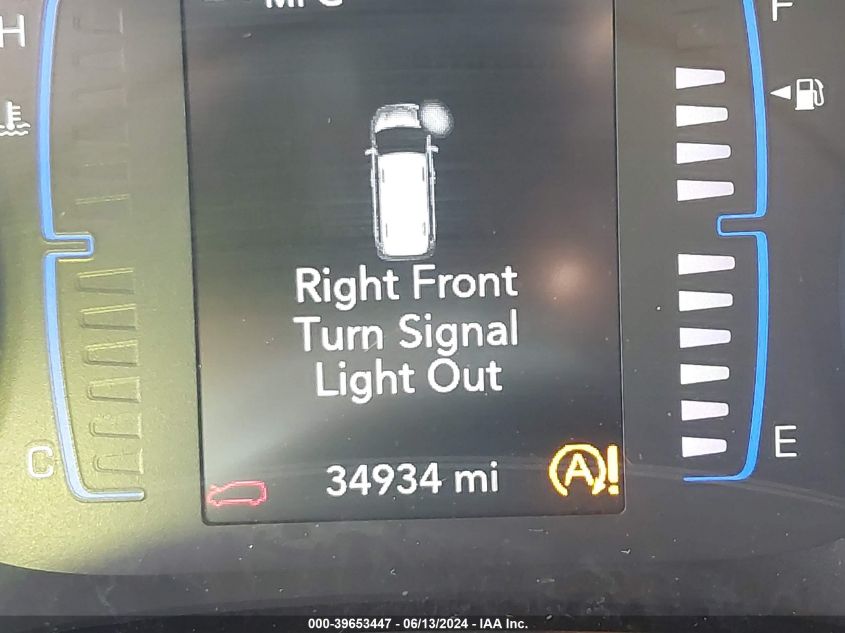 H
F
Right Front
Turn Signal
Light Out
C
34934 mi
A
!
E
000-39653447 - 06/13/2024 - IAA Inc.